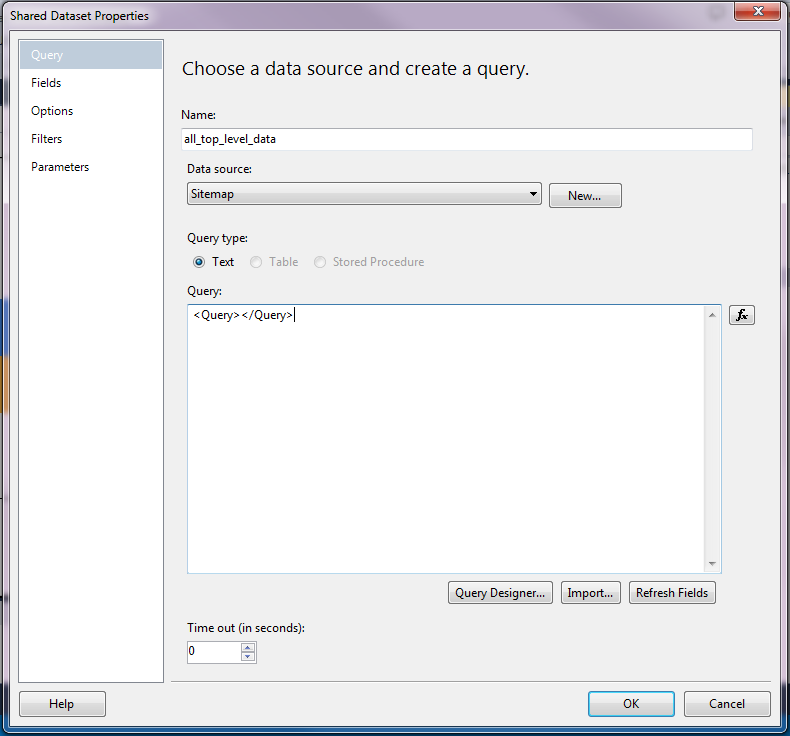 Shared Dataset Properties
Query
Fields
Options
Filters
Parameters
Choose a data source and create a query.
Name:
all_top_level_data
Data source:
Sitemap
New...
Query type:
Text Table Stored Procedure
Query:
<Query></Query>
fx
Query Designer... Import... Refresh Fields
Time out (in seconds):
0
Help OK Cancel